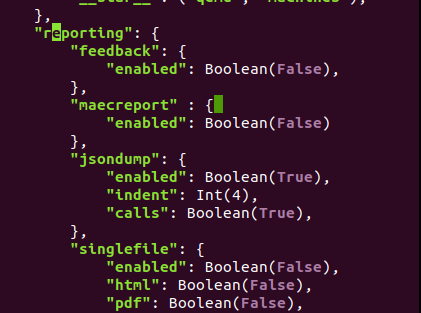 },
"reporting": {
"feedback": {
"enabled": Boolean(False),
},
"maecreport" : {
"enabled": Boolean(False)
},
"jsondump": {
"enabled": Boolean(True),
"indent": Int(4),
"calls": Boolean(True),
},
"singlefile": {
"enabled": Boolean(False),
"html": Boolean(False),
"pdf": Boolean(False),